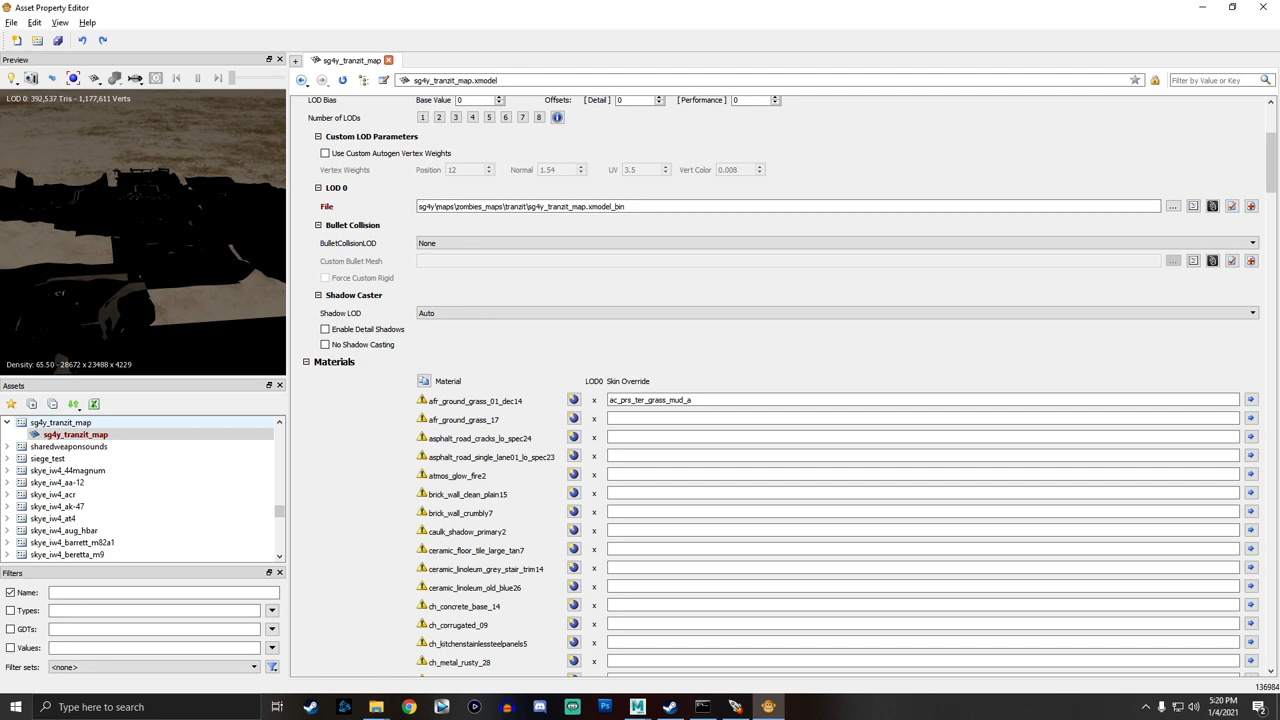 Asset Property Editor
File Edit View Help
Preview
sg4y_tranzit_map
sg4y_tranzit_map.xmodel
Filter by Value or Key
LOD 0: 392,537 Tris - 1,177,611 Verts
LOD Bias Base Value 0 Offsets: [ Detail ] 0 [ Performance ] 0
Number of LODs 1 2 3 4 5 6 7 8
Custom LOD Parameters
Use Custom Autogen Vertex Weights
Vertex Weights Position 12 Normal 1.54 UV 3.5 Vert Color 0.008
LOD 0
File sg4y\maps\zombies_maps\tranzit\sg4y_tranzit_map.xmodel_bin
Bullet Collision
BulletCollisionLOD None
Custom Bullet Mesh
Force Custom Rigid
Shadow Caster
Shadow LOD Auto
Enable Detail Shadows
No Shadow Casting
Density: 65.50 - 28672 x 23488 x 4229
Materials
Material LOD0 Skin Override
afr_ground_grass_01_dec14 x ac_prs_ter_grass_mud_a
afr_ground_grass_17 x
asphalt_road_cracks_lo_spec24 x
asphalt_road_single_lane01_lo_spec23 x
atmos_glow_fire2 x
brick_wall_clean_plain15 x
brick_wall_crumbly7 x
caulk_shadow_primary2 x
ceramic_floor_tile_large_tan7 x
ceramic_linoleum_grey_stair_trim14 x
ceramic_linoleum_old_blue26 x
ch_concrete_base_14 x
ch_corrugated_09 x
ch_kitchenstainlessteelpanels5 x
ch_metal_rusty_28 x
Assets
sg4y_tranzit_map
sg4y_tranzit_map
sharedweaponsounds
siege_test
skye_iw4_44magnum
skye_iw4_aa-12
skye_iw4_acr
skye_iw4_ak-47
skye_iw4_at4
skye_iw4_aug_hbar
skye_iw4_barrett_m82a1
skye_iw4_beretta_m9
Filters
Name:
Types:
GDTs:
Values:
Filter sets: <none>
136984
Type here to search
5:20 PM
1/4/2021